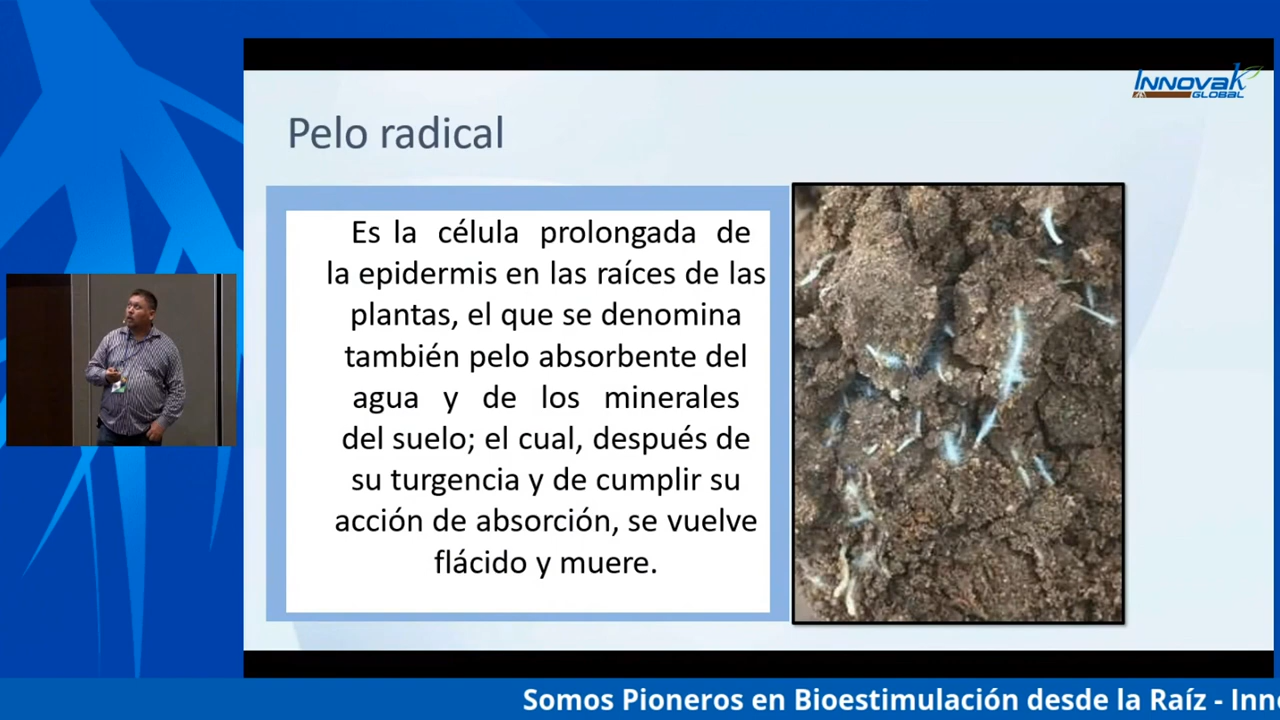 Innovak
GLOBAL
Pelo radical
Es la célula prolongada de
la epidermis en las raíces de las
plantas, el que se denomina
también pelo absorbente del
agua y de los minerales
del suelo; el cual, después de
su turgencia y de cumplir su
acción de absorción, se vuelve
flácido y muere.
Somos Pioneros en Bioestimulación desde la Raíz - Inn